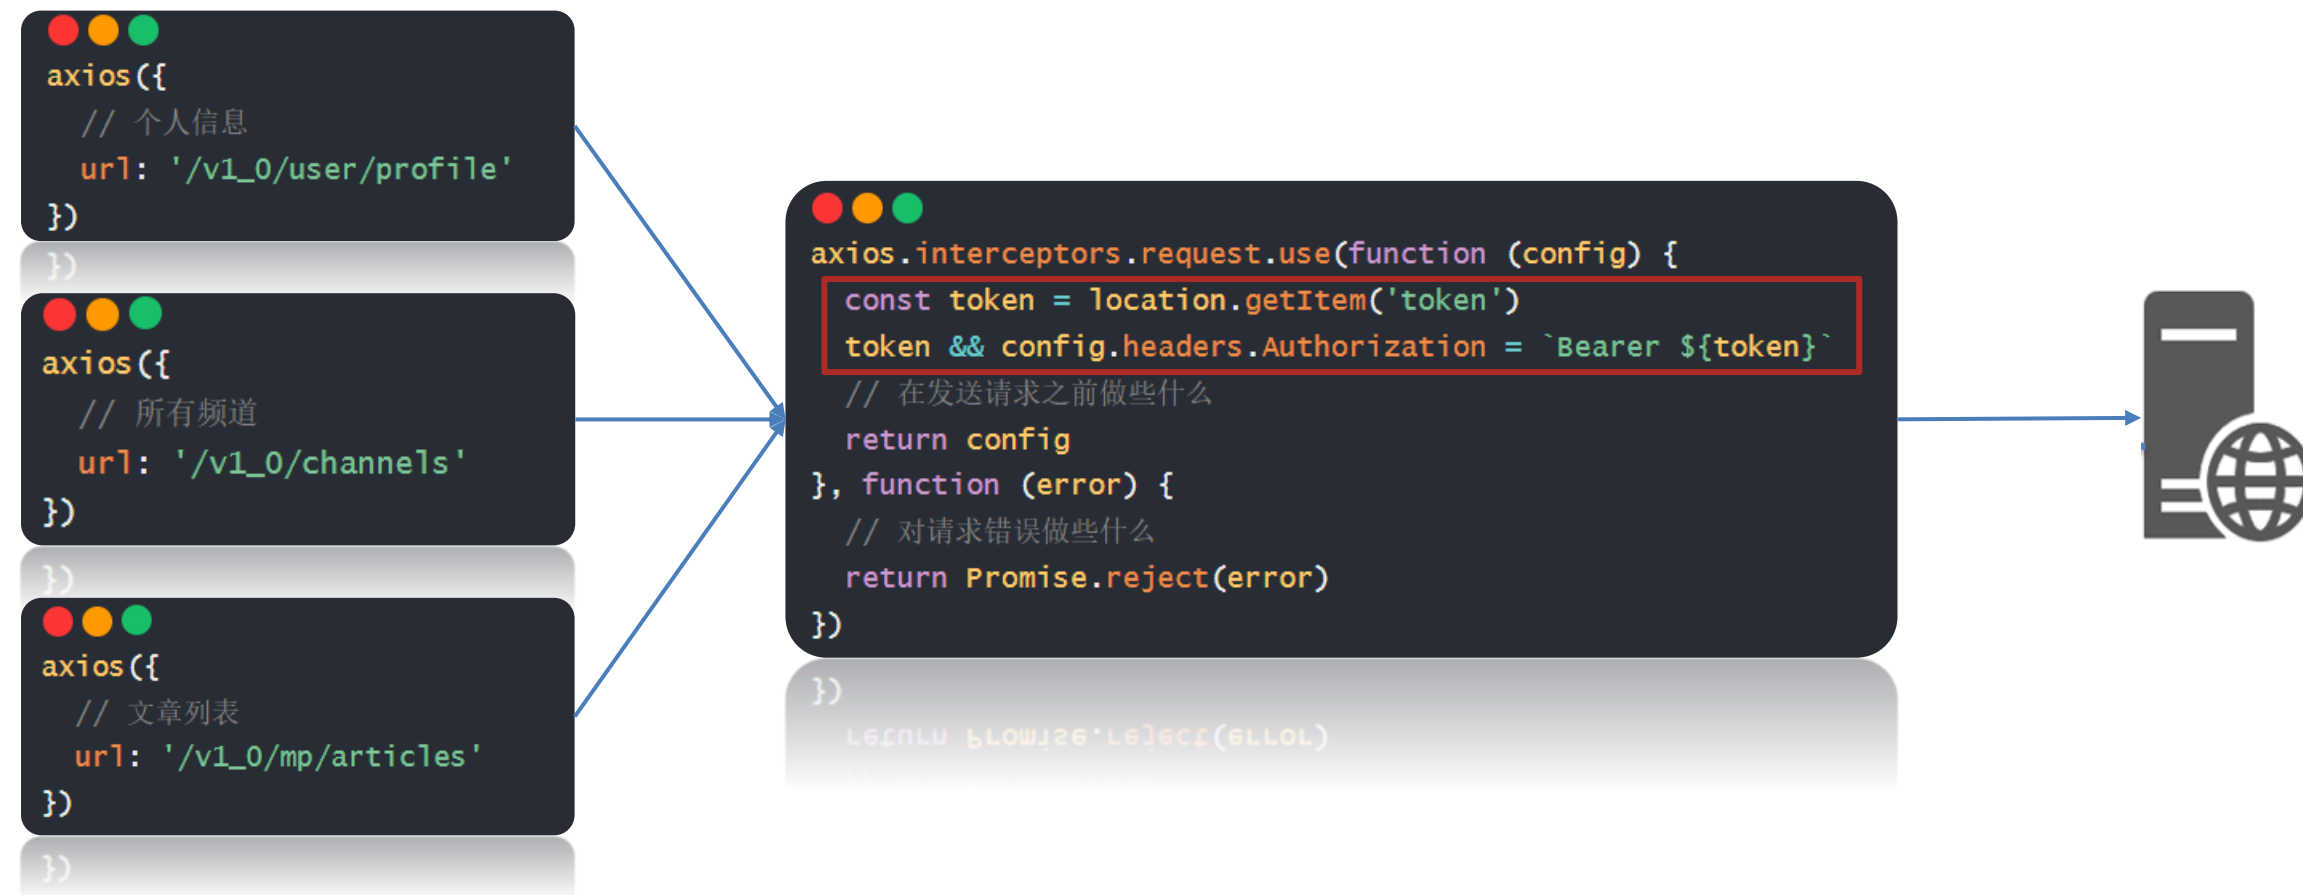 axios({
// 个人信息
url: '/v1_0/user/profile'
})
axios({
// 所有频道
url: '/v1_0/channels'
})
axios({
// 文章列表
url: '/v1_0/mp/articles'
})
axios.interceptors.request.use(function (config) {
const token = location.getItem('token')
token && config.headers.Authorization = `Bearer ${token}`
// 在发送请求之前做些什么
return config
}, function (error) {
// 对请求错误做些什么
return Promise.reject(error)
})